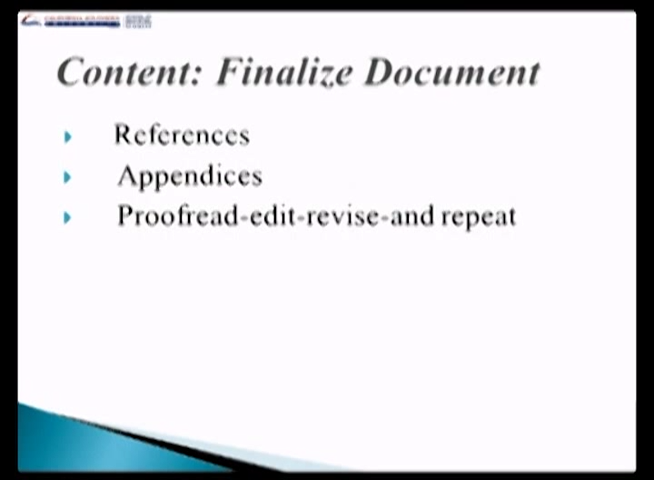 Content: Finalize Document
References
Appendices
Proofread-edit-revise-and repeat